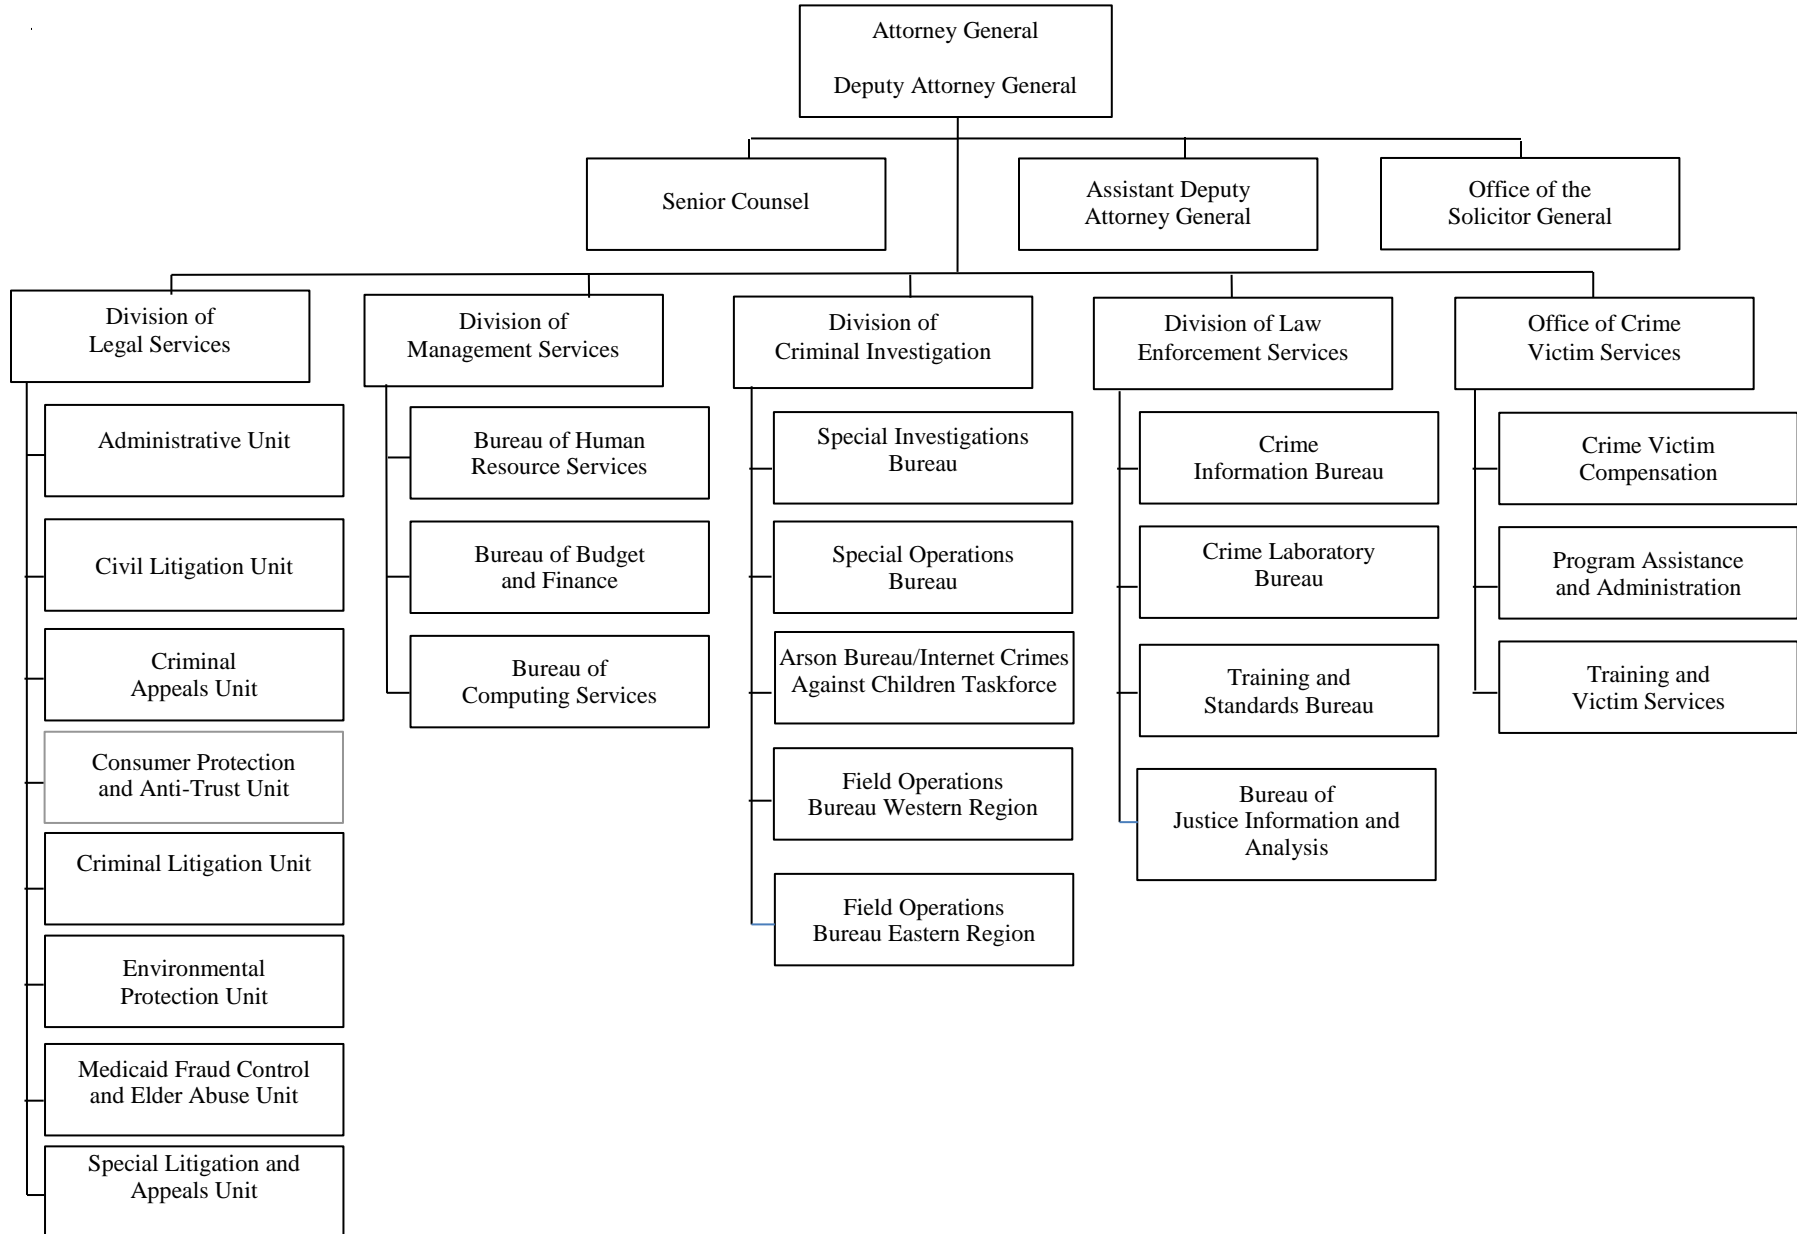 Attorney General
Deputy Attorney General
Senior Counsel
Assistant Deputy
Attorney General
Office of the
Solicitor General
Division of
Legal Services
Division of
Management Services
Division of
Criminal Investigation
Division of Law
Enforcement Services
Office of Crime
Victim Services
Administrative Unit
Civil Litigation Unit
Criminal
Appeals Unit
Consumer Protection
and Anti-Trust Unit
Criminal Litigation Unit
Environmental
Protection Unit
Medicaid Fraud Control
and Elder Abuse Unit
Special Litigation and
Appeals Unit
Bureau of Human
Resource Services
Bureau of Budget
and Finance
Bureau of
Computing Services
Special Investigations
Bureau
Special Operations
Bureau
Arson Bureau/Internet Crimes
Against Children Taskforce
Field Operations
Bureau Western Region
Field Operations
Bureau Eastern Region
Crime
Information Bureau
Crime Laboratory
Bureau
Training and
Standards Bureau
Bureau of
Justice Information and
Analysis
Crime Victim
Compensation
Program Assistance
and Administration
Training and
Victim Services